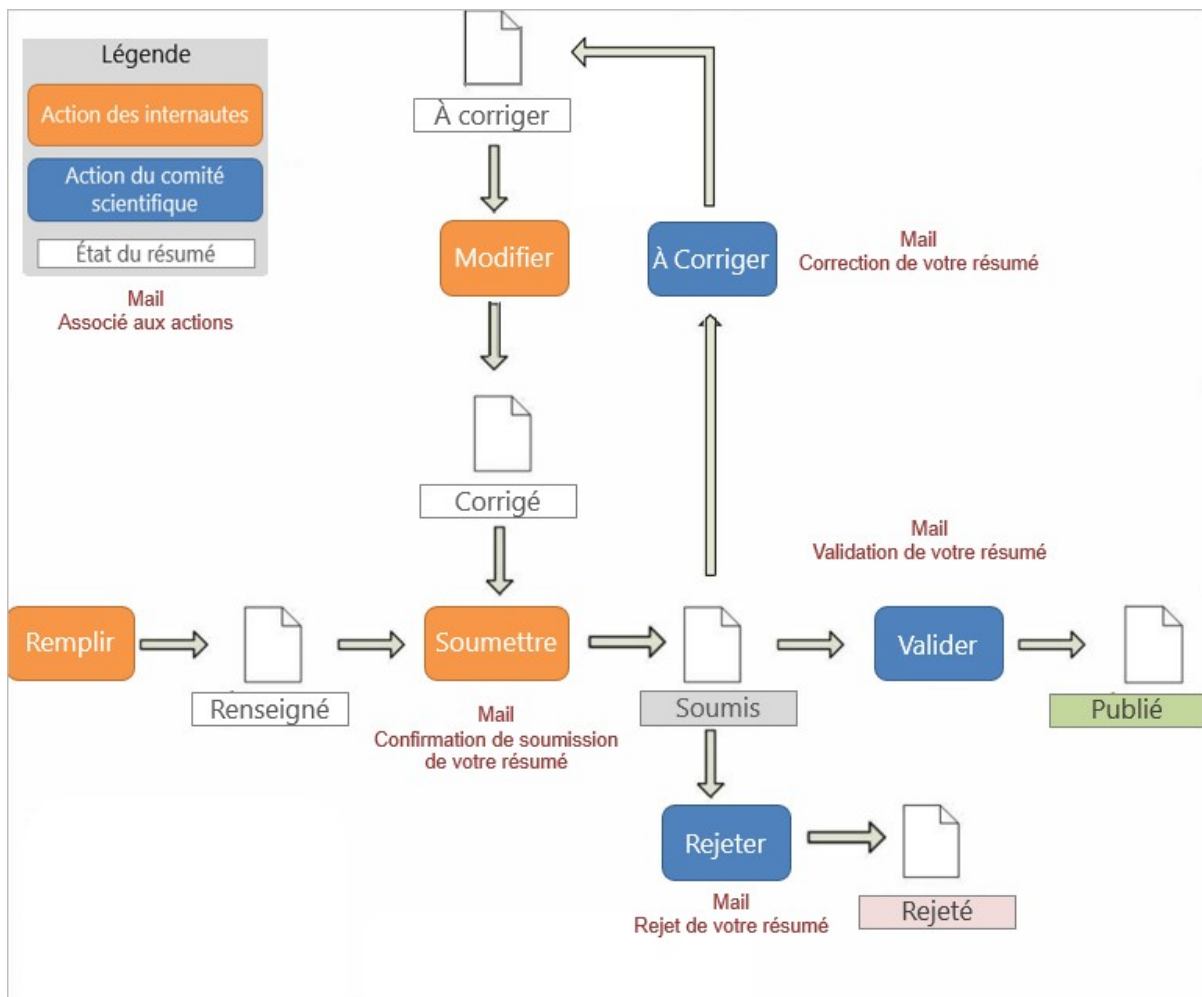 Légende
Action des internautes
Action du comité
scientifique
État du résumé
Mail
Associé aux actions
À corriger
Modifier
À Corriger
Mail
Correction de votre résumé
Corrigé
Mail
Validation de votre résumé
Remplir
Soumettre
Valider
Renseigné
Soumis
Publié
Mail
Confirmation de soumission
de votre résumé
Rejeter
Mail
Rejet de votre résumé
Rejeté